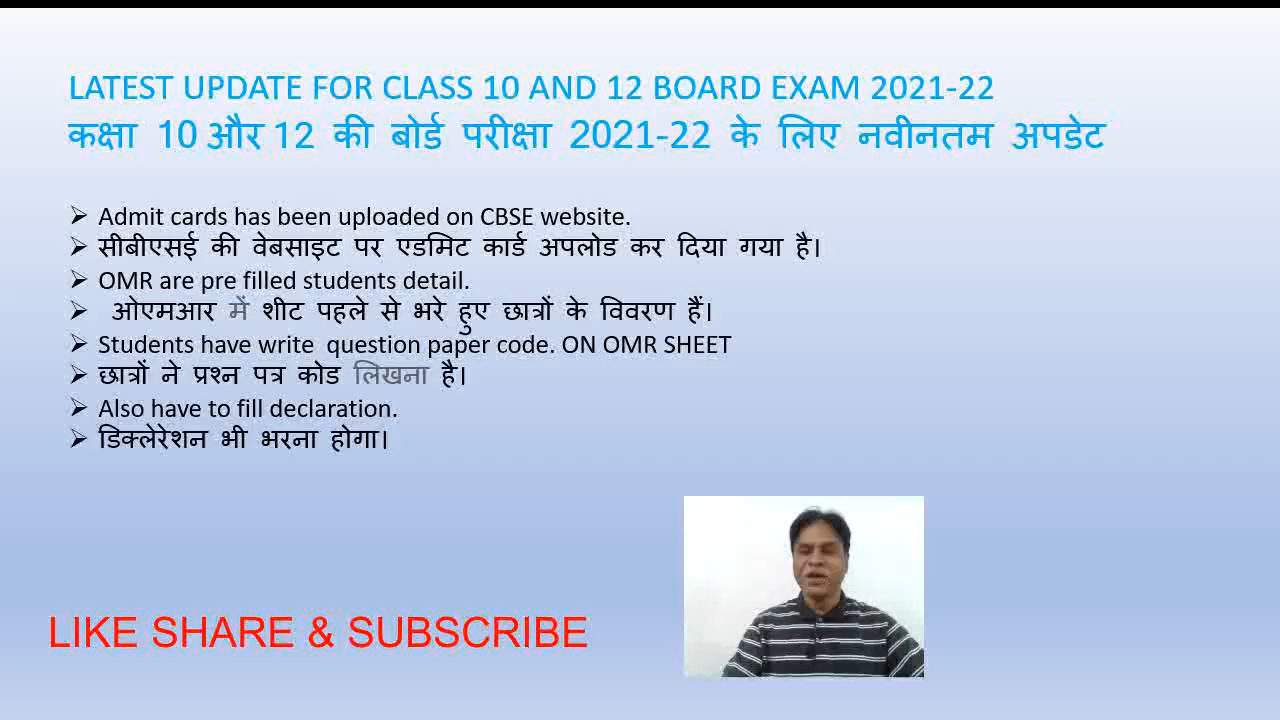 LATEST UPDATE FOR CLASS 10 AND 12 BOARD EXAM 2021-22
कक्षा 10 और 12 की बोर्ड परीक्षा 2021-22 के लिए नवीनतम अपडेट
➢ Admit cards has been uploaded on CBSE website.
➢ सीबीएसई की वेबसाइट पर एडमिट कार्ड अपलोड कर दिया गया है।
➢ OMR are pre filled students detail.
➢ ओएमआर में शीट पहले से भरे हुए छात्रों के विवरण हैं।
➢ Students have write question paper code. ON OMR SHEET
➢ छात्रों ने प्रश्न पत्र कोड लिखना है।
➢ Also have to fill declaration.
➢ डिक्लेरेशन भी भरना होगा।
LIKE SHARE & SUBSCRIBE